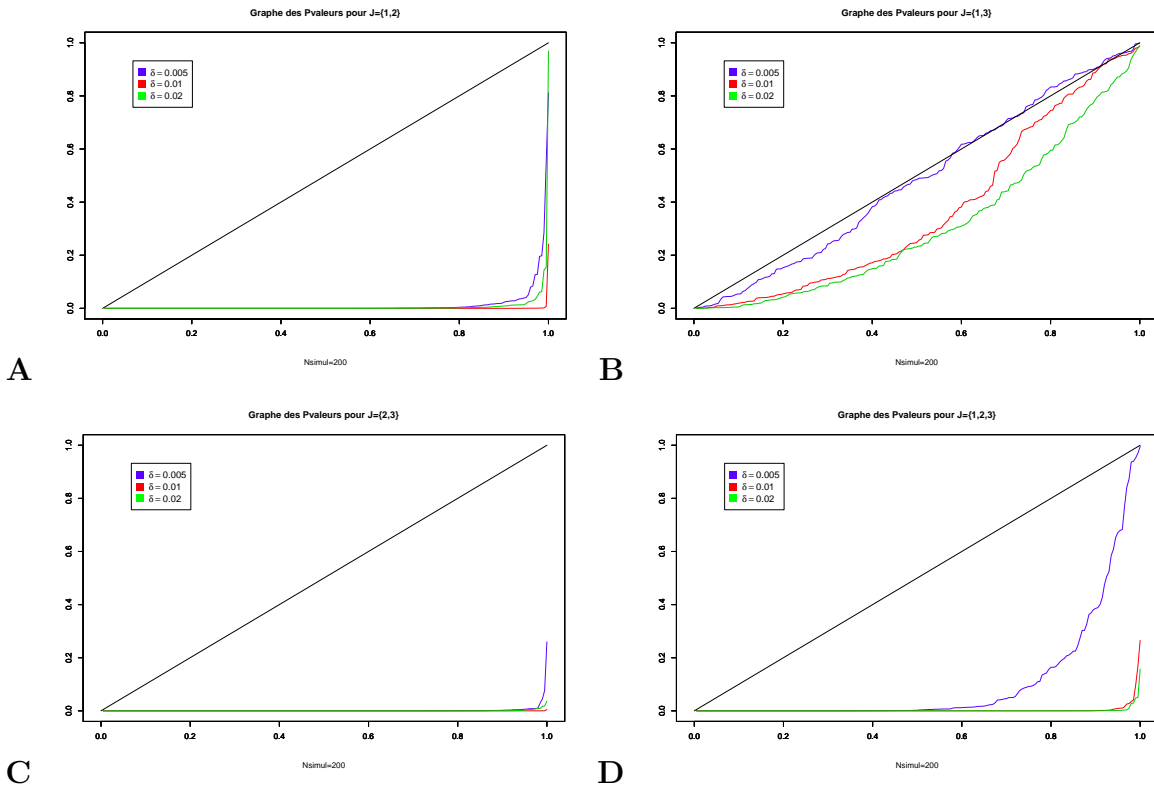 Graphe des Pvaleurs pour J={1,2}
1.0
0.8
0.6
0.4
0.2
0.0
δ = 0.005
δ = 0.01
δ = 0.02
0.0 0.2 0.4 0.6 0.8 1.0
Nsimul=200
A
Graphe des Pvaleurs pour J={1,3}
1.0
0.8
0.6
0.4
0.2
0.0
δ = 0.005
δ = 0.01
δ = 0.02
0.0 0.2 0.4 0.6 0.8 1.0
Nsimul=200
B
Graphe des Pvaleurs pour J={2,3}
1.0
0.8
0.6
0.4
0.2
0.0
δ = 0.005
δ = 0.01
δ = 0.02
0.0 0.2 0.4 0.6 0.8 1.0
Nsimul=200
C
Graphe des Pvaleurs pour J={1,2,3}
1.0
0.8
0.6
0.4
0.2
0.0
δ = 0.005
δ = 0.01
δ = 0.02
0.0 0.2 0.4 0.6 0.8 1.0
Nsimul=200
D